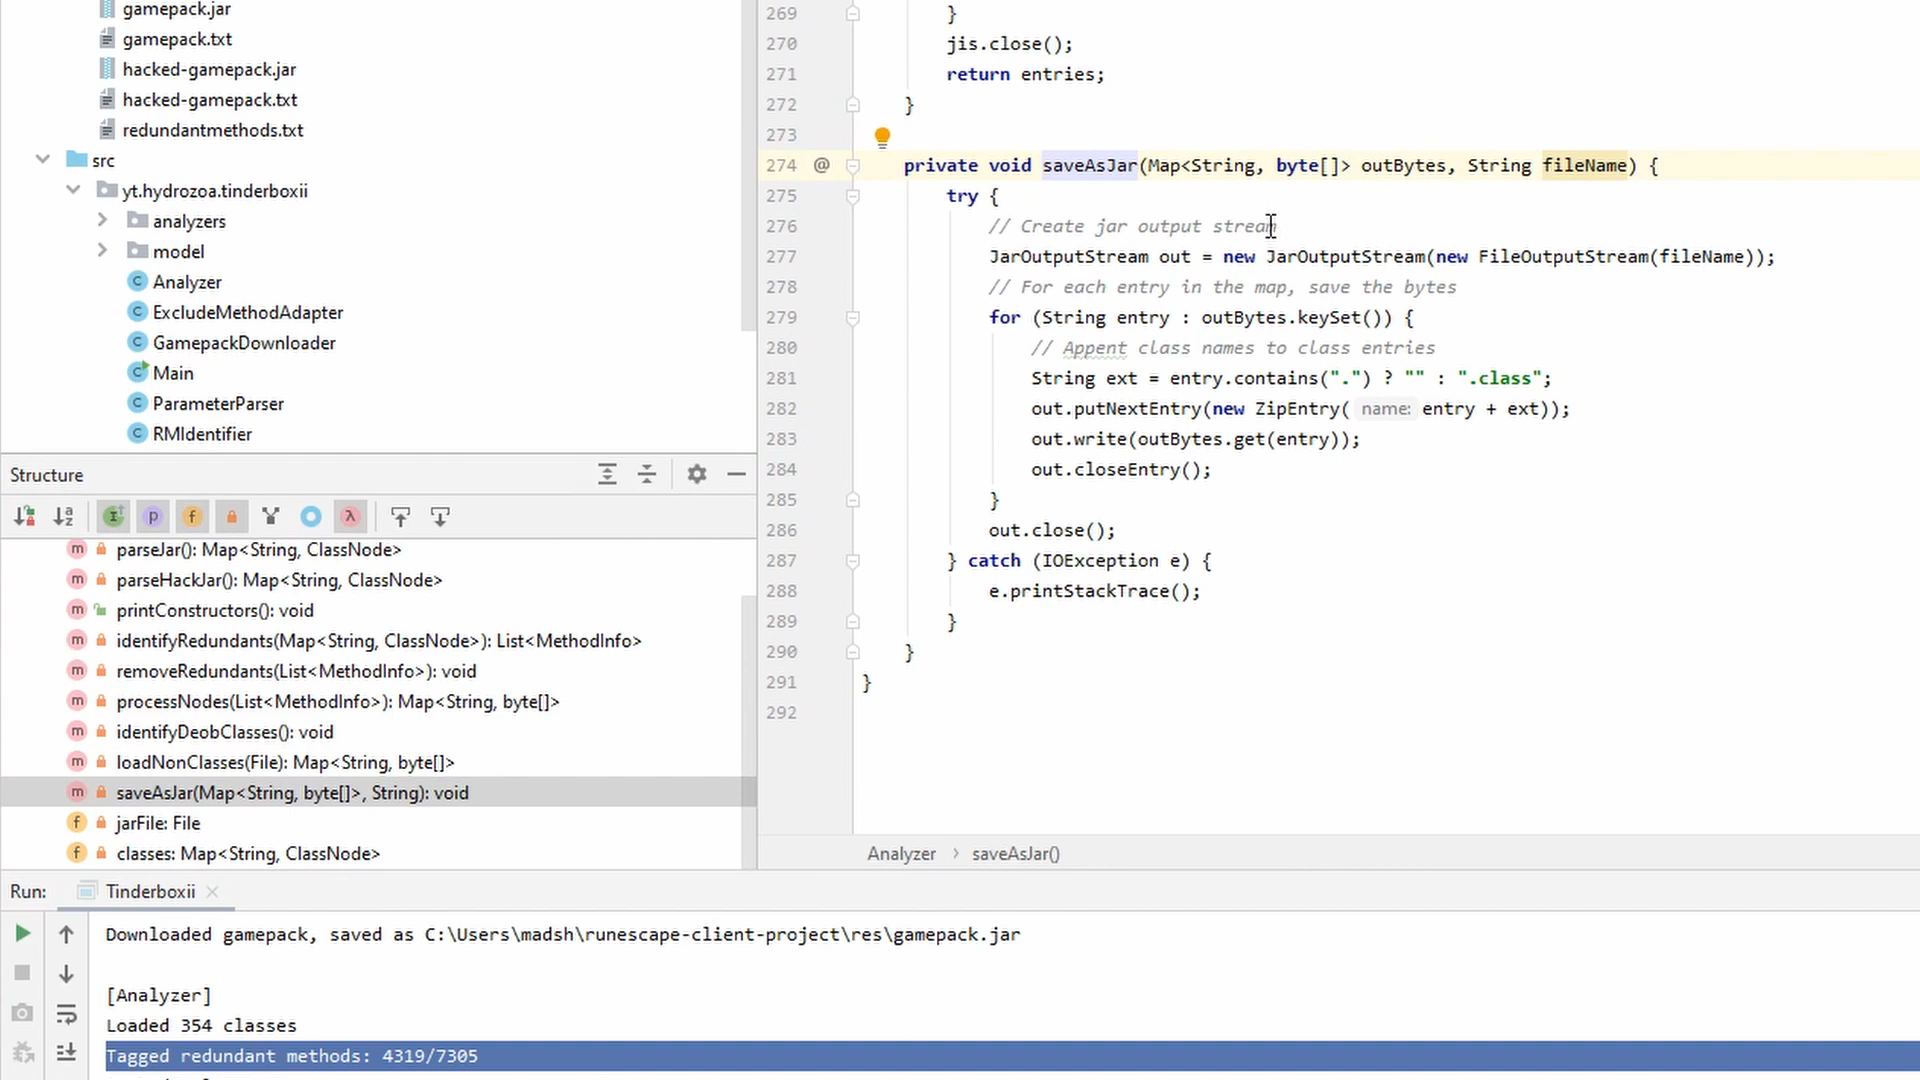 gamepack.jar
gamepack.txt
hacked-gamepack.jar
hacked-gamepack.txt
redundantmethods.txt
src
yt.hydrozoa.tinderboxii
analyzers
model
Analyzer
ExcludeMethodAdapter
GamepackDownloader
Main
ParameterParser
RMIdentifier
Structure
parseJar(): Map<String, ClassNode>
parseHackJar(): Map<String, ClassNode>
printConstructors(): void
identifyRedundants(Map<String, ClassNode>): List<MethodInfo>
removeRedundants(List<MethodInfo>): void
processNodes(List<MethodInfo>): Map<String, byte[]>
identifyDeobClasses(): void
loadNonClasses(File): Map<String, byte[]>
saveAsJar(Map<String, byte[]>, String): void
jarFile: File
classes: Map<String, ClassNode>
269 }
270 jis.close();
271 return entries;
272 }
273
274 @ private void saveAsJar(Map<String, byte[]> outBytes, String fileName) {
275 try {
276 // Create jar output stream
277 JarOutputStream out = new JarOutputStream(new FileOutputStream(fileName));
278 // For each entry in the map, save the bytes
279 for (String entry : outBytes.keySet()) {
280 // Appent class names to class entries
281 String ext = entry.contains(".") ? "" : ".class";
282 out.putNextEntry(new ZipEntry( name: entry + ext));
283 out.write(outBytes.get(entry));
284 out.closeEntry();
285 }
286 out.close();
287 } catch (IOException e) {
288 e.printStackTrace();
289 }
290 }
291 }
292
Analyzer › saveAsJar()
Run: Tinderboxii
Downloaded gamepack, saved as C:\Users\madsh\runescape-client-project\res\gamepack.jar
[Analyzer]
Loaded 354 classes
Tagged redundant methods: 4319/7305